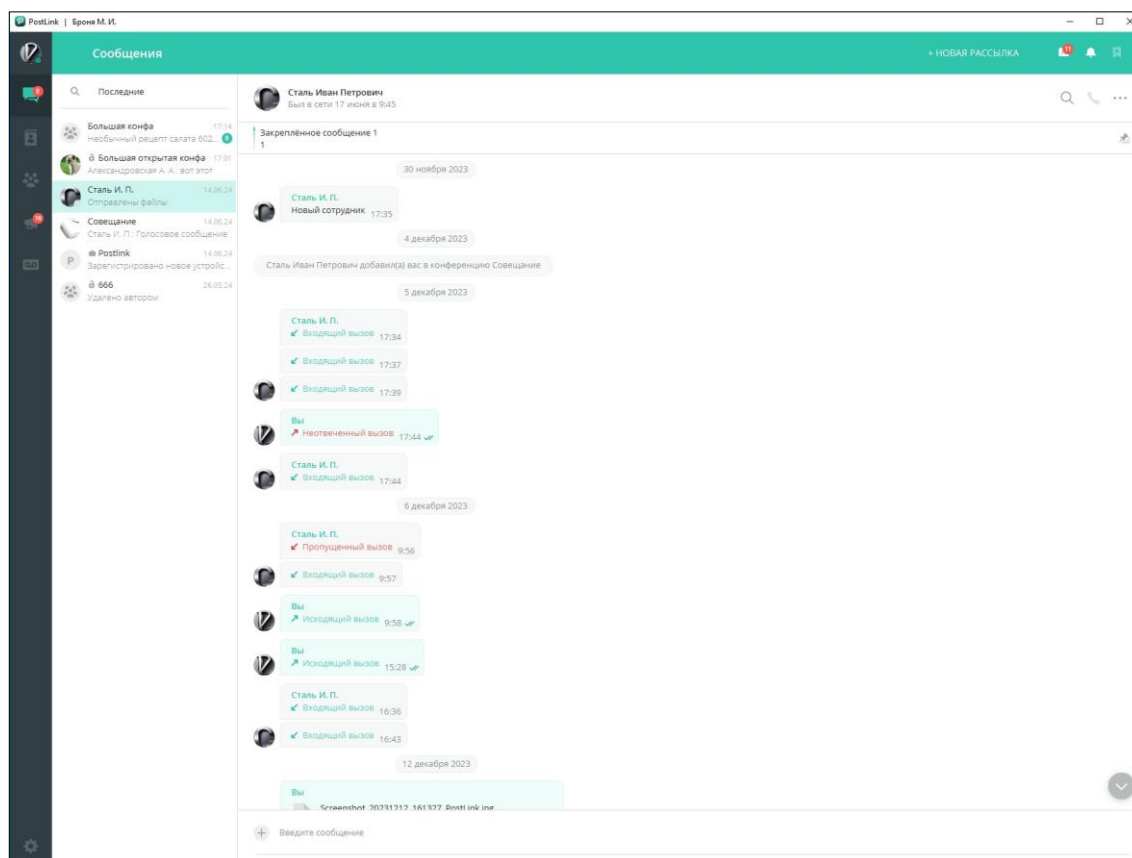 PostLink | Броня М. И.
Сообщения
+ НОВАЯ РАССЫЛКА
11
8
16
Последние
Большая конфа 17:14
Необычный рецепт салата 602... 8
Большая открытая конфа 17:01
Александровская А. А.: вот этот
Сталь И. П. 14.06.24
Отправлены файлы
Совещание 14.06.24
Сталь И. П.: Голосовое сообщение
P
Postlink 14.06.24
Зарегистрировано новое устройс...
666 26.03.24
Удалено автором
Сталь Иван Петрович
Был в сети 17 июня в 9:45
Закреплённое сообщение 1
1
30 ноября 2023
Сталь И. П.
Новый сотрудник 17:35
4 декабря 2023
Сталь Иван Петрович добавил(а) вас в конференцию Совещание
5 декабря 2023
Сталь И. П.
Входящий вызов 17:34
Входящий вызов 17:37
Входящий вызов 17:39
Вы
Неотвеченный вызов 17:44
Сталь И. П.
Входящий вызов 17:44
6 декабря 2023
Сталь И. П.
Пропущенный вызов 9:56
Входящий вызов 9:57
Вы
Исходящий вызов 9:58
Вы
Исходящий вызов 15:28
Сталь И. П.
Входящий вызов 16:36
Входящий вызов 16:43
12 декабря 2023
Вы
Screenshot_20231212_161327_PostLink.jpg
Введите сообщение